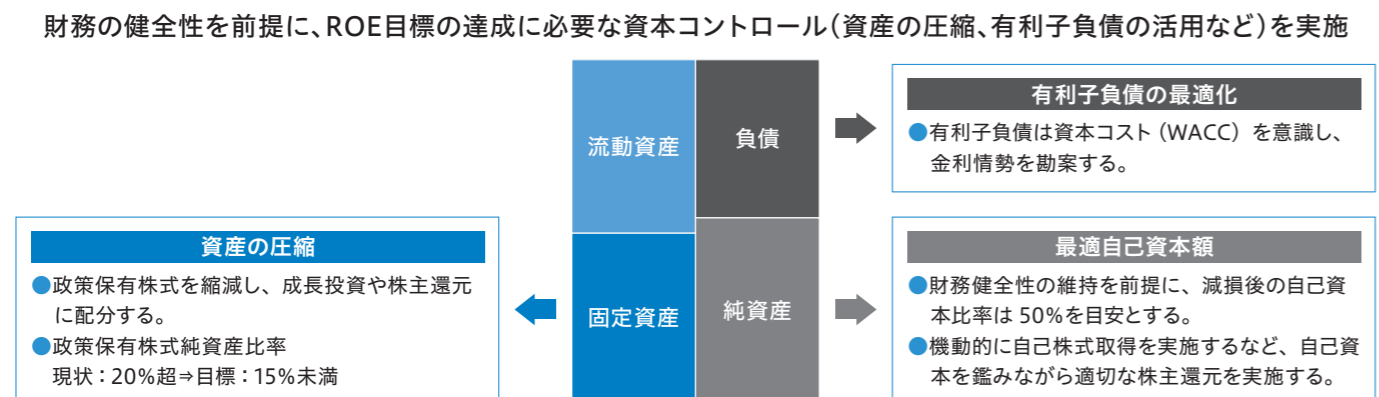 財務の健全性を前提に、ROE目標の達成に必要な資本コントロール（資産の圧縮、有利子負債の活用など）を実施
流動資産
負債
固定資産
純資産
有利子負債の最適化
●有利子負債は資本コスト（WACC）を意識し、
金利情勢を勘案する。
資産の圧縮
●政策保有株式を縮減し、成長投資や株主還元
に配分する。
●政策保有株式純資産比率
現状：20%超⇒目標：15%未満
最適自己資本額
●財務健全性の維持を前提に、減損後の自己資
本比率は 50%を目安とする。
●機動的に自己株式取得を実施するなど、自己資
本を鑑みながら適切な株主還元を実施する。